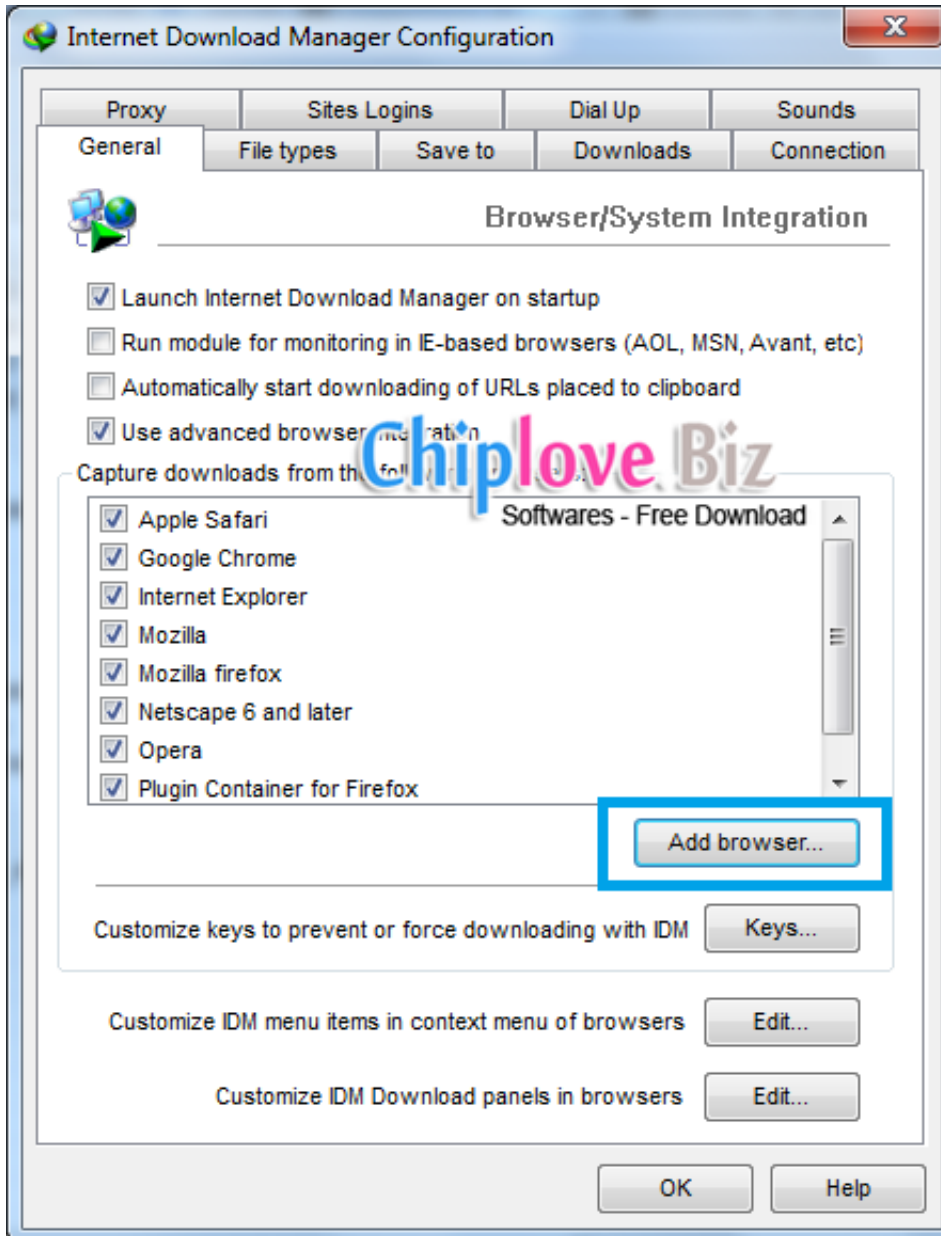 Internet Download Manager Configuration
Proxy
Sites Logins
Dial Up
Sounds
General
File types
Save to
Downloads
Connection
Browser/System Integration
Launch Internet Download Manager on startup
Run module for monitoring in IE-based browsers (AOL, MSN, Avant, etc)
Automatically start downloading of URLs placed to clipboard
Use advanced browser integration
Chiplove Biz
Capture downloads from the
Softwares - Free Download
Apple Safari
Google Chrome
Internet Explorer
Mozilla
Mozilla firefox
Netscape 6 and later
Opera
Plugin Container for Firefox
Add browser...
Customize keys to prevent or force downloading with IDM
Keys...
Customize IDM menu items in context menu of browsers
Edit...
Customize IDM Download panels in browsers
Edit...
OK
Help